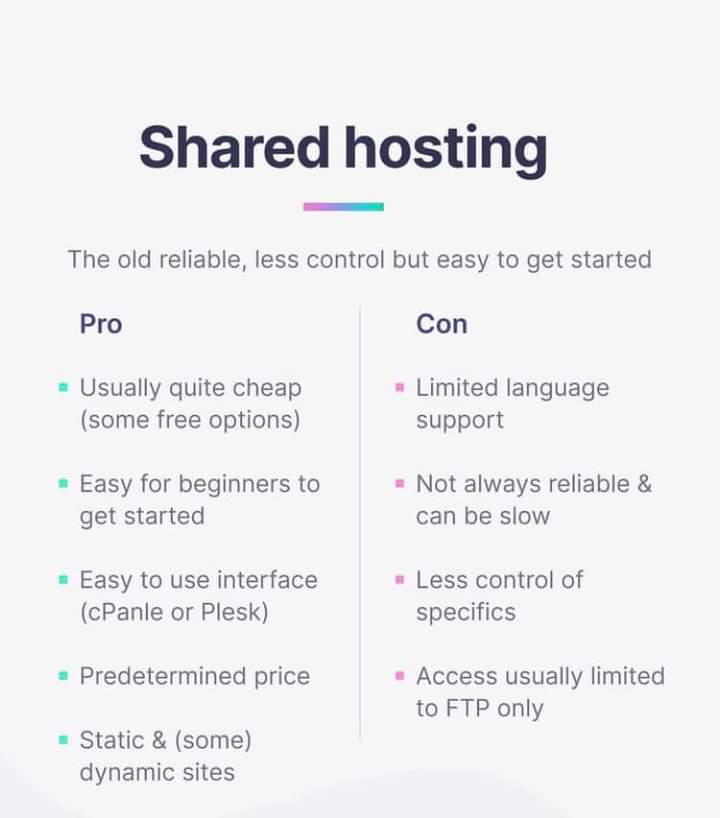 Shared hosting
The old reliable, less control but easy to get started
Pro
Usually quite cheap
(some free options)
Easy for beginners to
get started
Easy to use interface
(cPanle or Plesk)
Predetermined price
Static & (some)
dynamic sites
Con
Limited language
support
Not always reliable &
can be slow
Less control of
specifics
Access usually limited
to FTP only